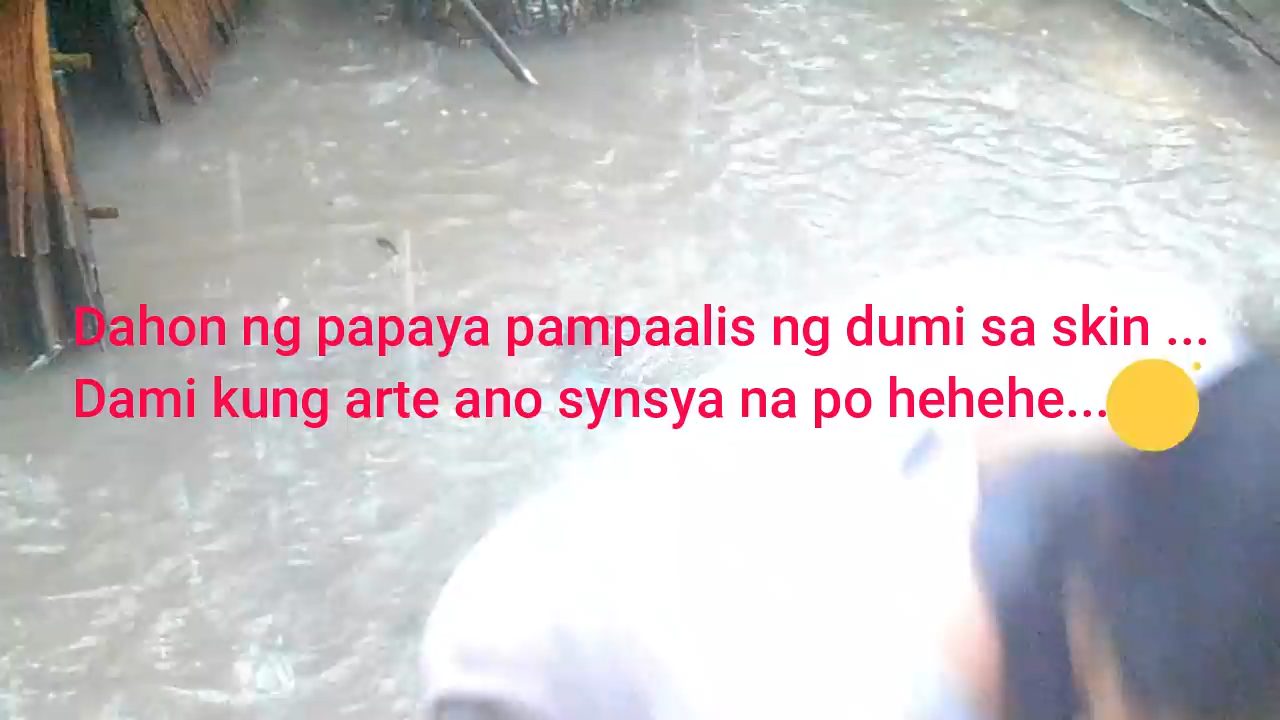 Dahon ng papaya pampaalis ng dumi sa skin ...
Dami kung arte ano synsya na po hehehe...